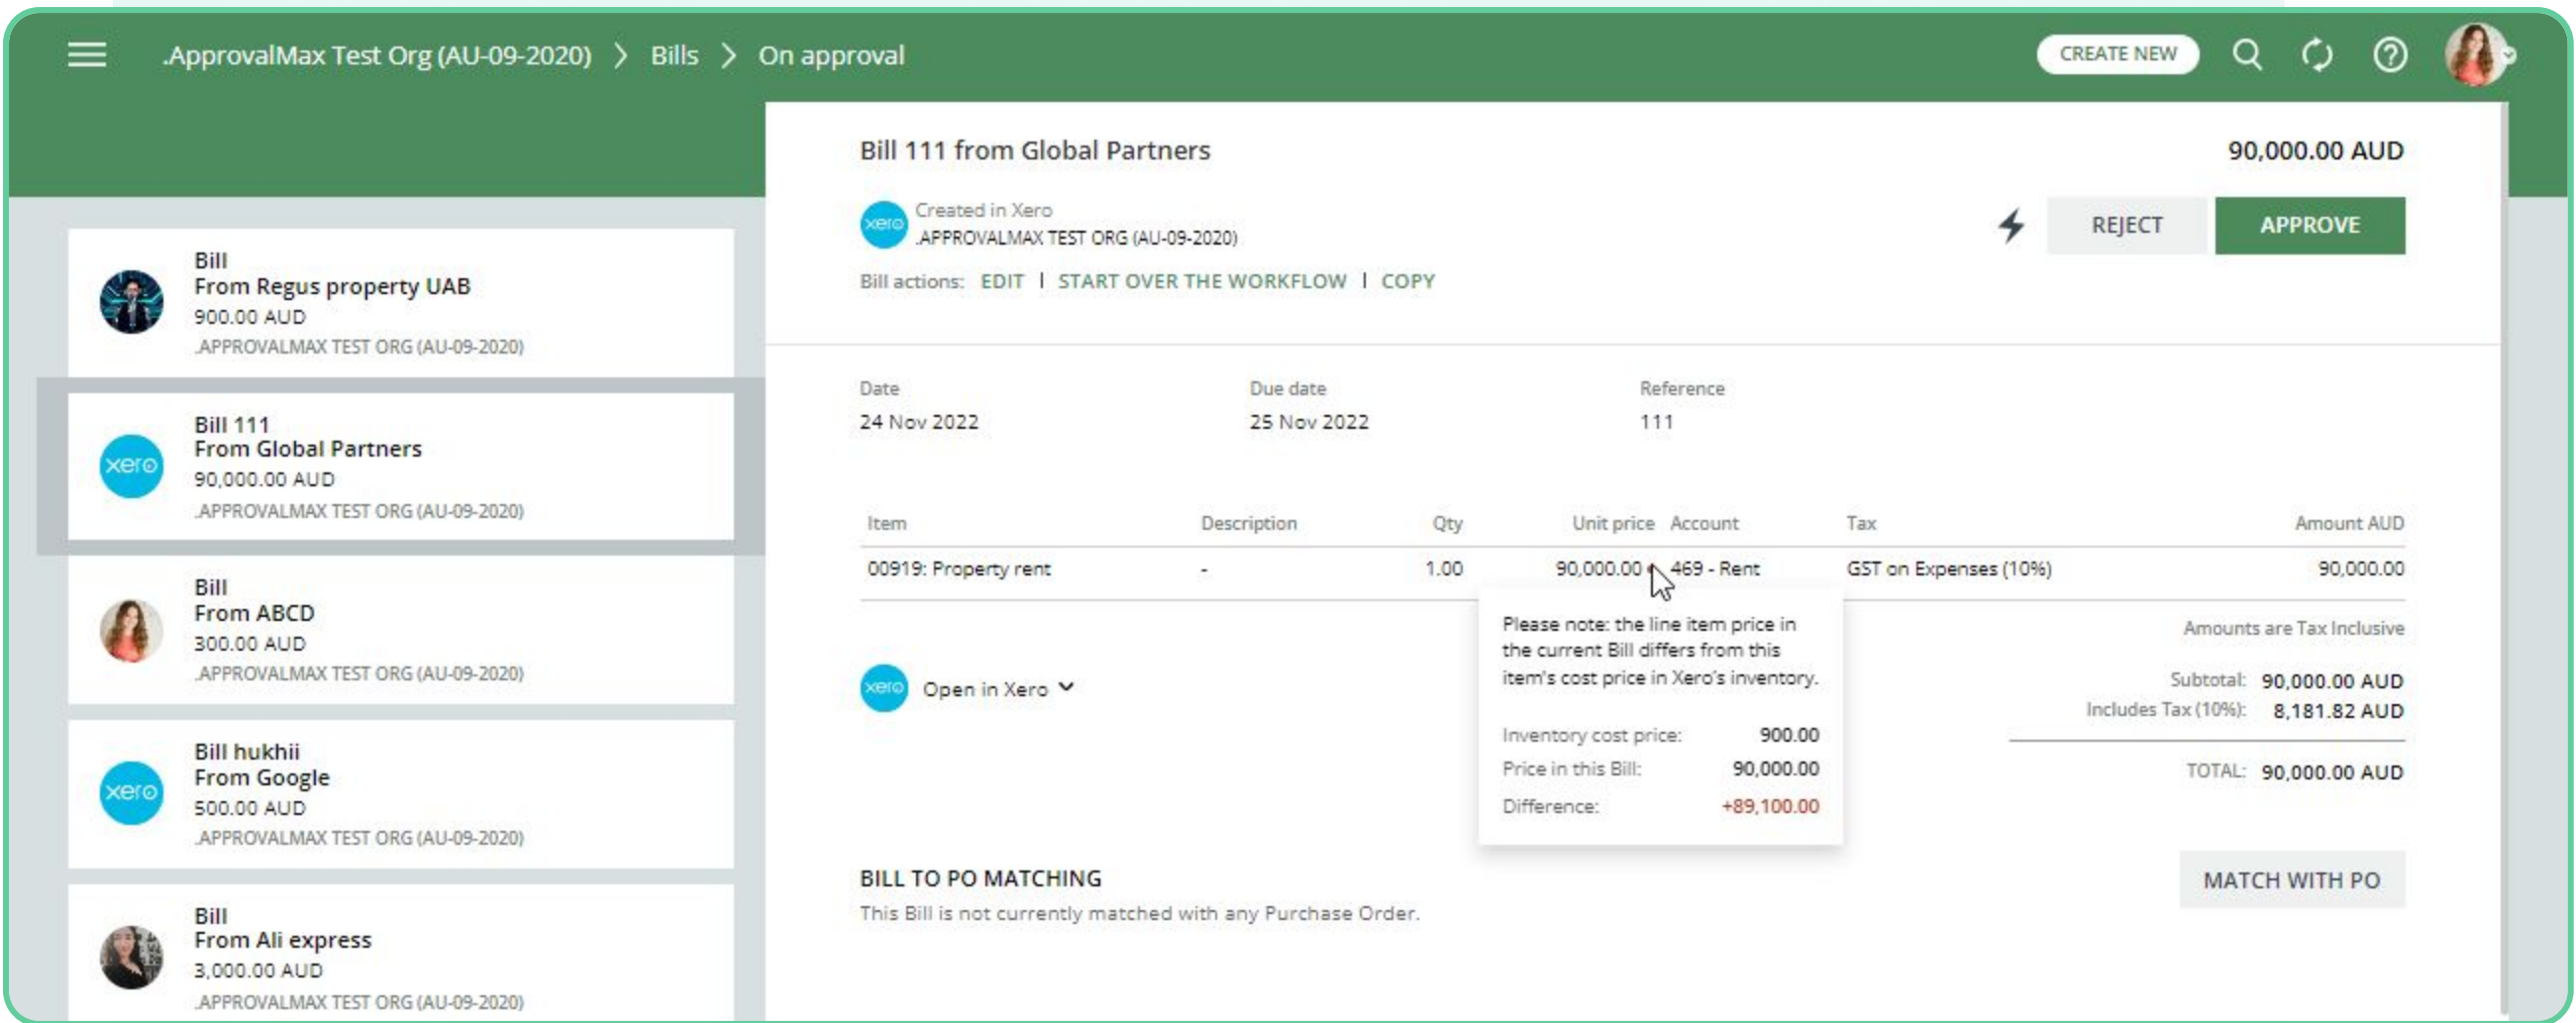 .ApprovalMax Test Org (AU-09-2020) > Bills > On approval
CREATE NEW
Bill
From Regus property UAB
900.00 AUD
.APPROVALMAX TEST ORG (AU-09-2020)
xero
Bill 111
From Global Partners
90,000.00 AUD
.APPROVALMAX TEST ORG (AU-09-2020)
Bill
From ABCD
300.00 AUD
.APPROVALMAX TEST ORG (AU-09-2020)
xero
Bill hukhii
From Google
500.00 AUD
.APPROVALMAX TEST ORG (AU-09-2020)
Bill
From Ali express
3,000.00 AUD
.APPROVALMAX TEST ORG (AU-09-2020)
Bill 111 from Global Partners 90,000.00 AUD
xero
Created in Xero
.APPROVALMAX TEST ORG (AU-09-2020)
REJECT APPROVE
Bill actions: EDIT | START OVER THE WORKFLOW | COPY
Date Due date Reference
24 Nov 2022 25 Nov 2022 111
Item Description Qty Unit price Account Tax Amount AUD
00919: Property rent - 1.00 90,000.00 469 - Rent GST on Expenses (10%) 90,000.00
Please note: the line item price in
the current Bill differs from this
item's cost price in Xero's inventory.
Inventory cost price: 900.00
Price in this Bill: 90,000.00
Difference: +89,100.00
Amounts are Tax Inclusive
Subtotal: 90,000.00 AUD
Includes Tax (10%): 8,181.82 AUD
TOTAL: 90,000.00 AUD
xero Open in Xero
BILL TO PO MATCHING
This Bill is not currently matched with any Purchase Order.
MATCH WITH PO